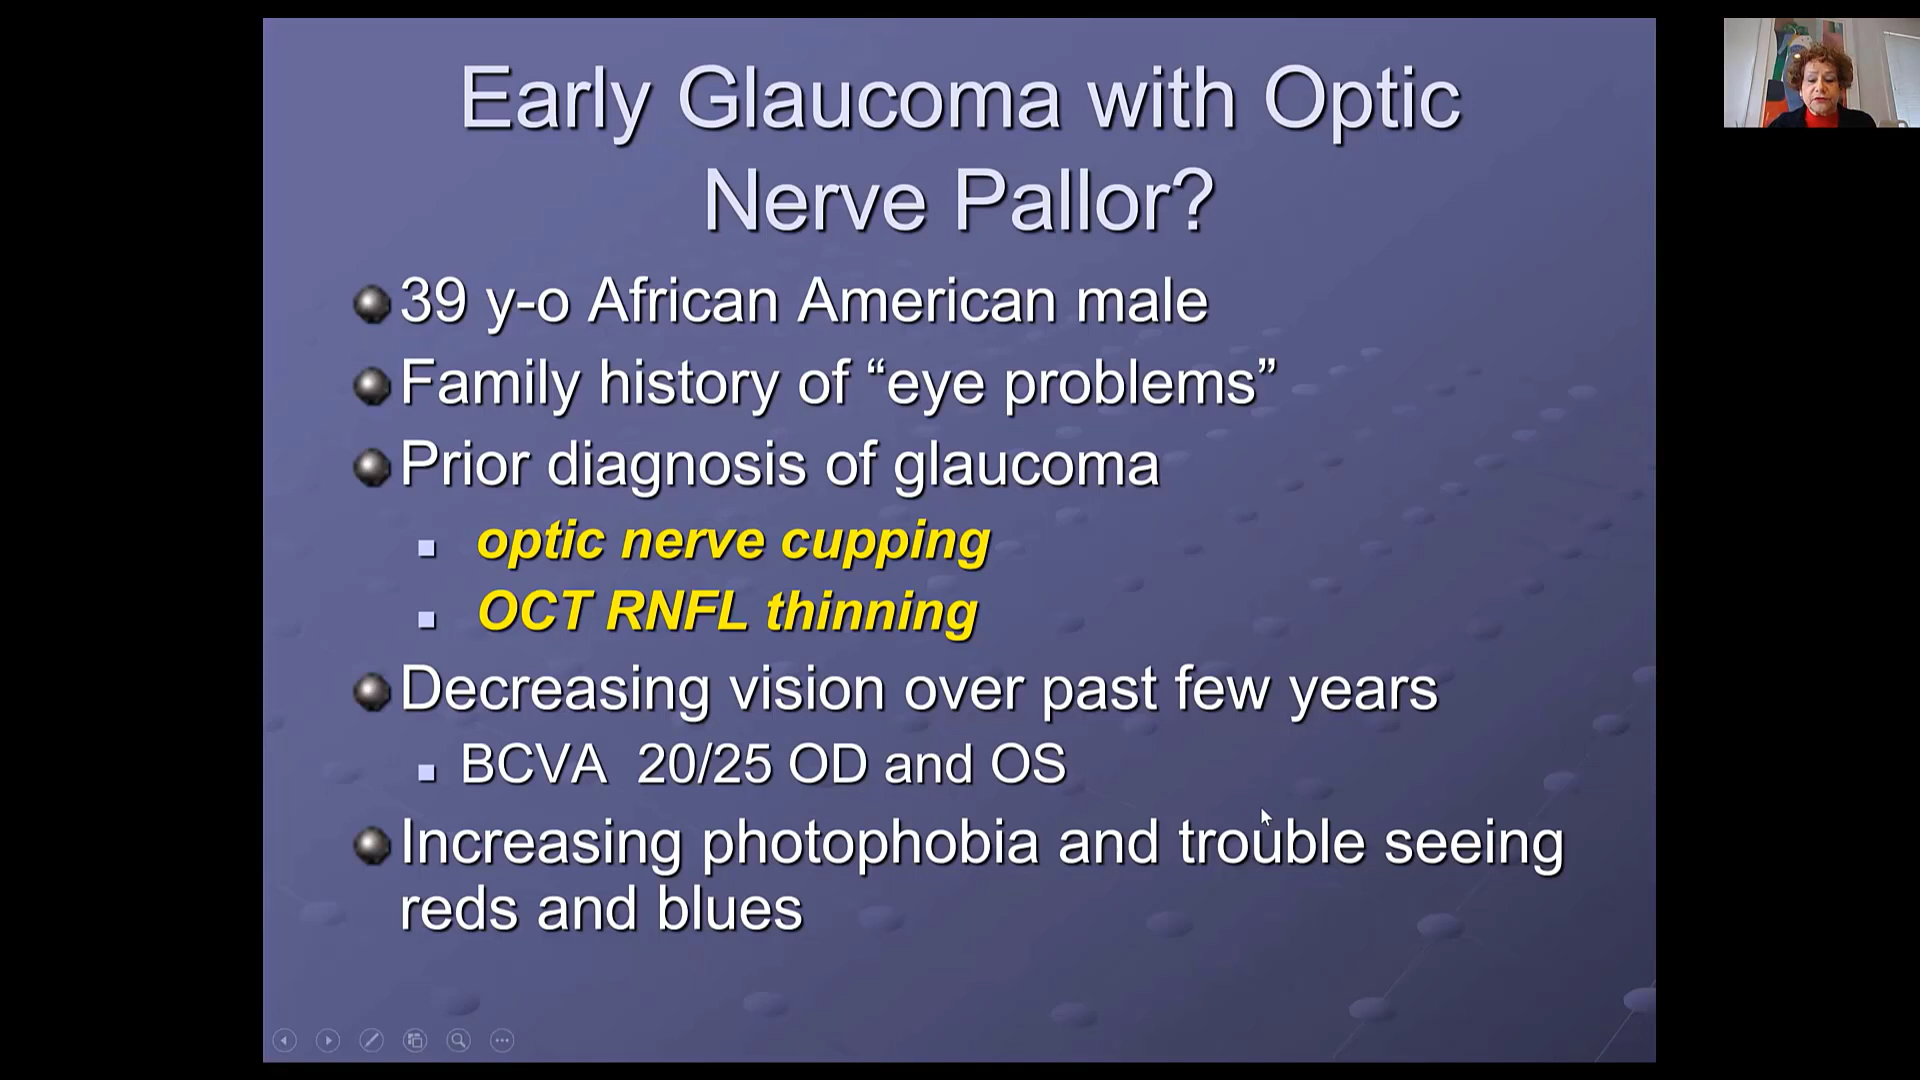 Early Glaucoma with Optic
Nerve Pallor?
39 y-o African American male
Family history of “eye problems”
Prior diagnosis of glaucoma
optic nerve cupping
OCT RNFL thinning
Decreasing vision over past few years
BCVA  20/25 OD and OS
Increasing photophobia and trouble seeing
reds and blues